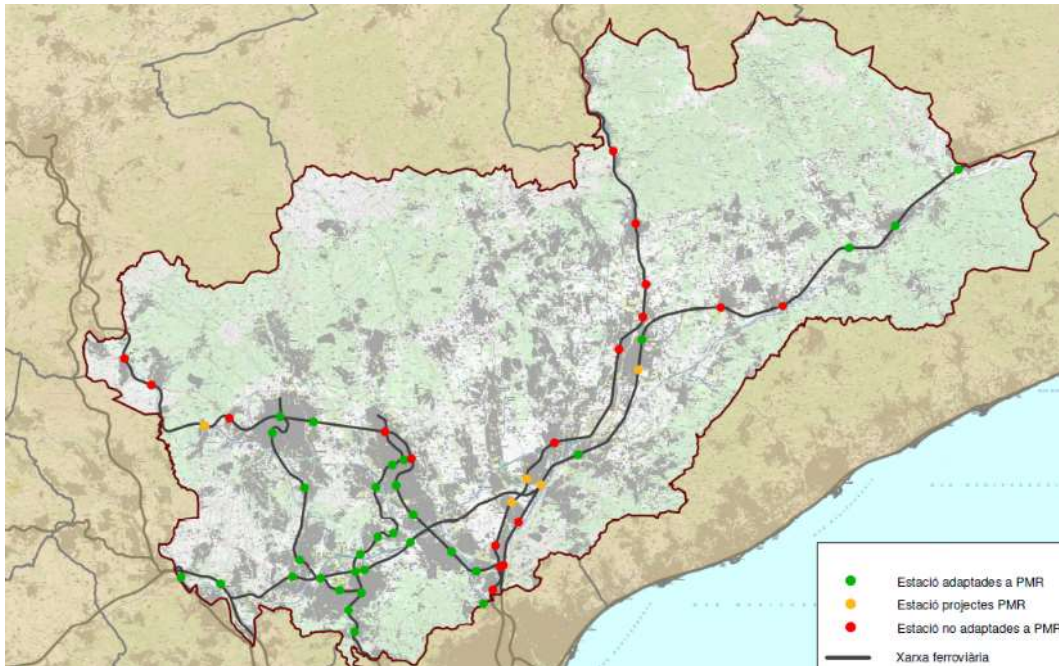 Estació adaptades a PMR
Estació projectes PMR
Estació no adaptades a PMR
Xarxa ferroviària